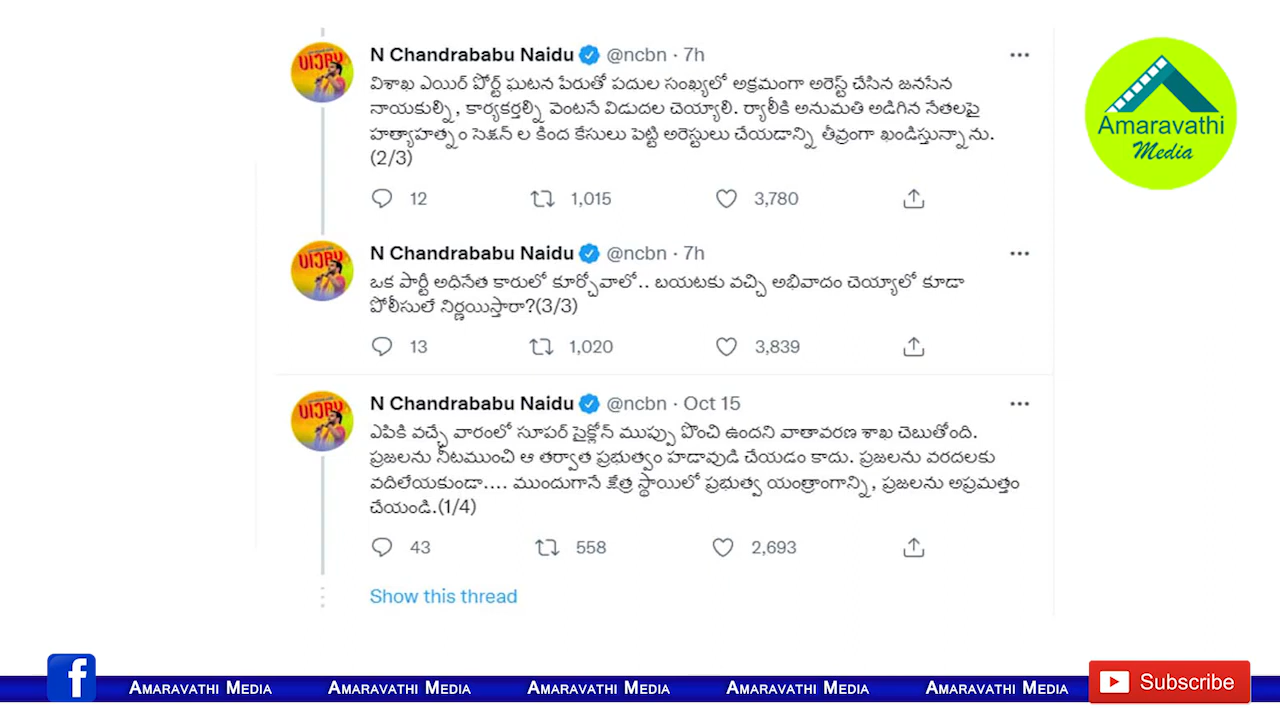 N Chandrababu Naidu @ncbn · 7h
విశాఖ ఎయిర్ పోర్ట్ ఘటన పేరుతో పదుల సంఖ్యలో అక్రమంగా అరెస్ట్ చేసిన జనసేన
నాయకుల్ని, కార్యకర్తల్ని వెంటనే విడుదల చెయ్యాలి. ర్యాలీకి అనుమతి అడిగిన నేతలపై
హత్యాహత్నం సెక్షన్ ల కింద కేసులు పెట్టి అరెస్టులు చేయడాన్ని తీవ్రంగా ఖండిస్తున్నాను.
(2/3)
12 1,015 3,780
N Chandrababu Naidu @ncbn · 7h
ఒక పార్టీ అధినేత కారులో కూర్చోవాలో.. బయటకు వచ్చి అభివాదం చెయ్యాలో కూడా
పోలీసులే నిర్ణయిస్తారా?(3/3)
13 1,020 3,839
N Chandrababu Naidu @ncbn · Oct 15
ఎపికి వచ్చే వారంలో సూపర్ సైక్లోన్ ముప్పు పొంచి ఉందని వాతావరణ శాఖ చెబుతోంది.
ప్రజలను నీటముంచి ఆ తర్వాత ప్రభుత్వం హడావుడి చేయడం కాదు. ప్రజలను వరదలకు
వదిలేయకుండా.... ముందుగానే క్షేత్ర స్థాయిలో ప్రభుత్వ యంత్రాంగాన్ని, ప్రజలను అప్రమత్తం
చేయండి.(1/4)
43 558 2,693
Show this thread
Amaravathi
Media
f AMARAVATHI MEDIA AMARAVATHI MEDIA AMARAVATHI MEDIA AMARAVATHI MEDIA AMARAVATHI MEDIA Subscribe